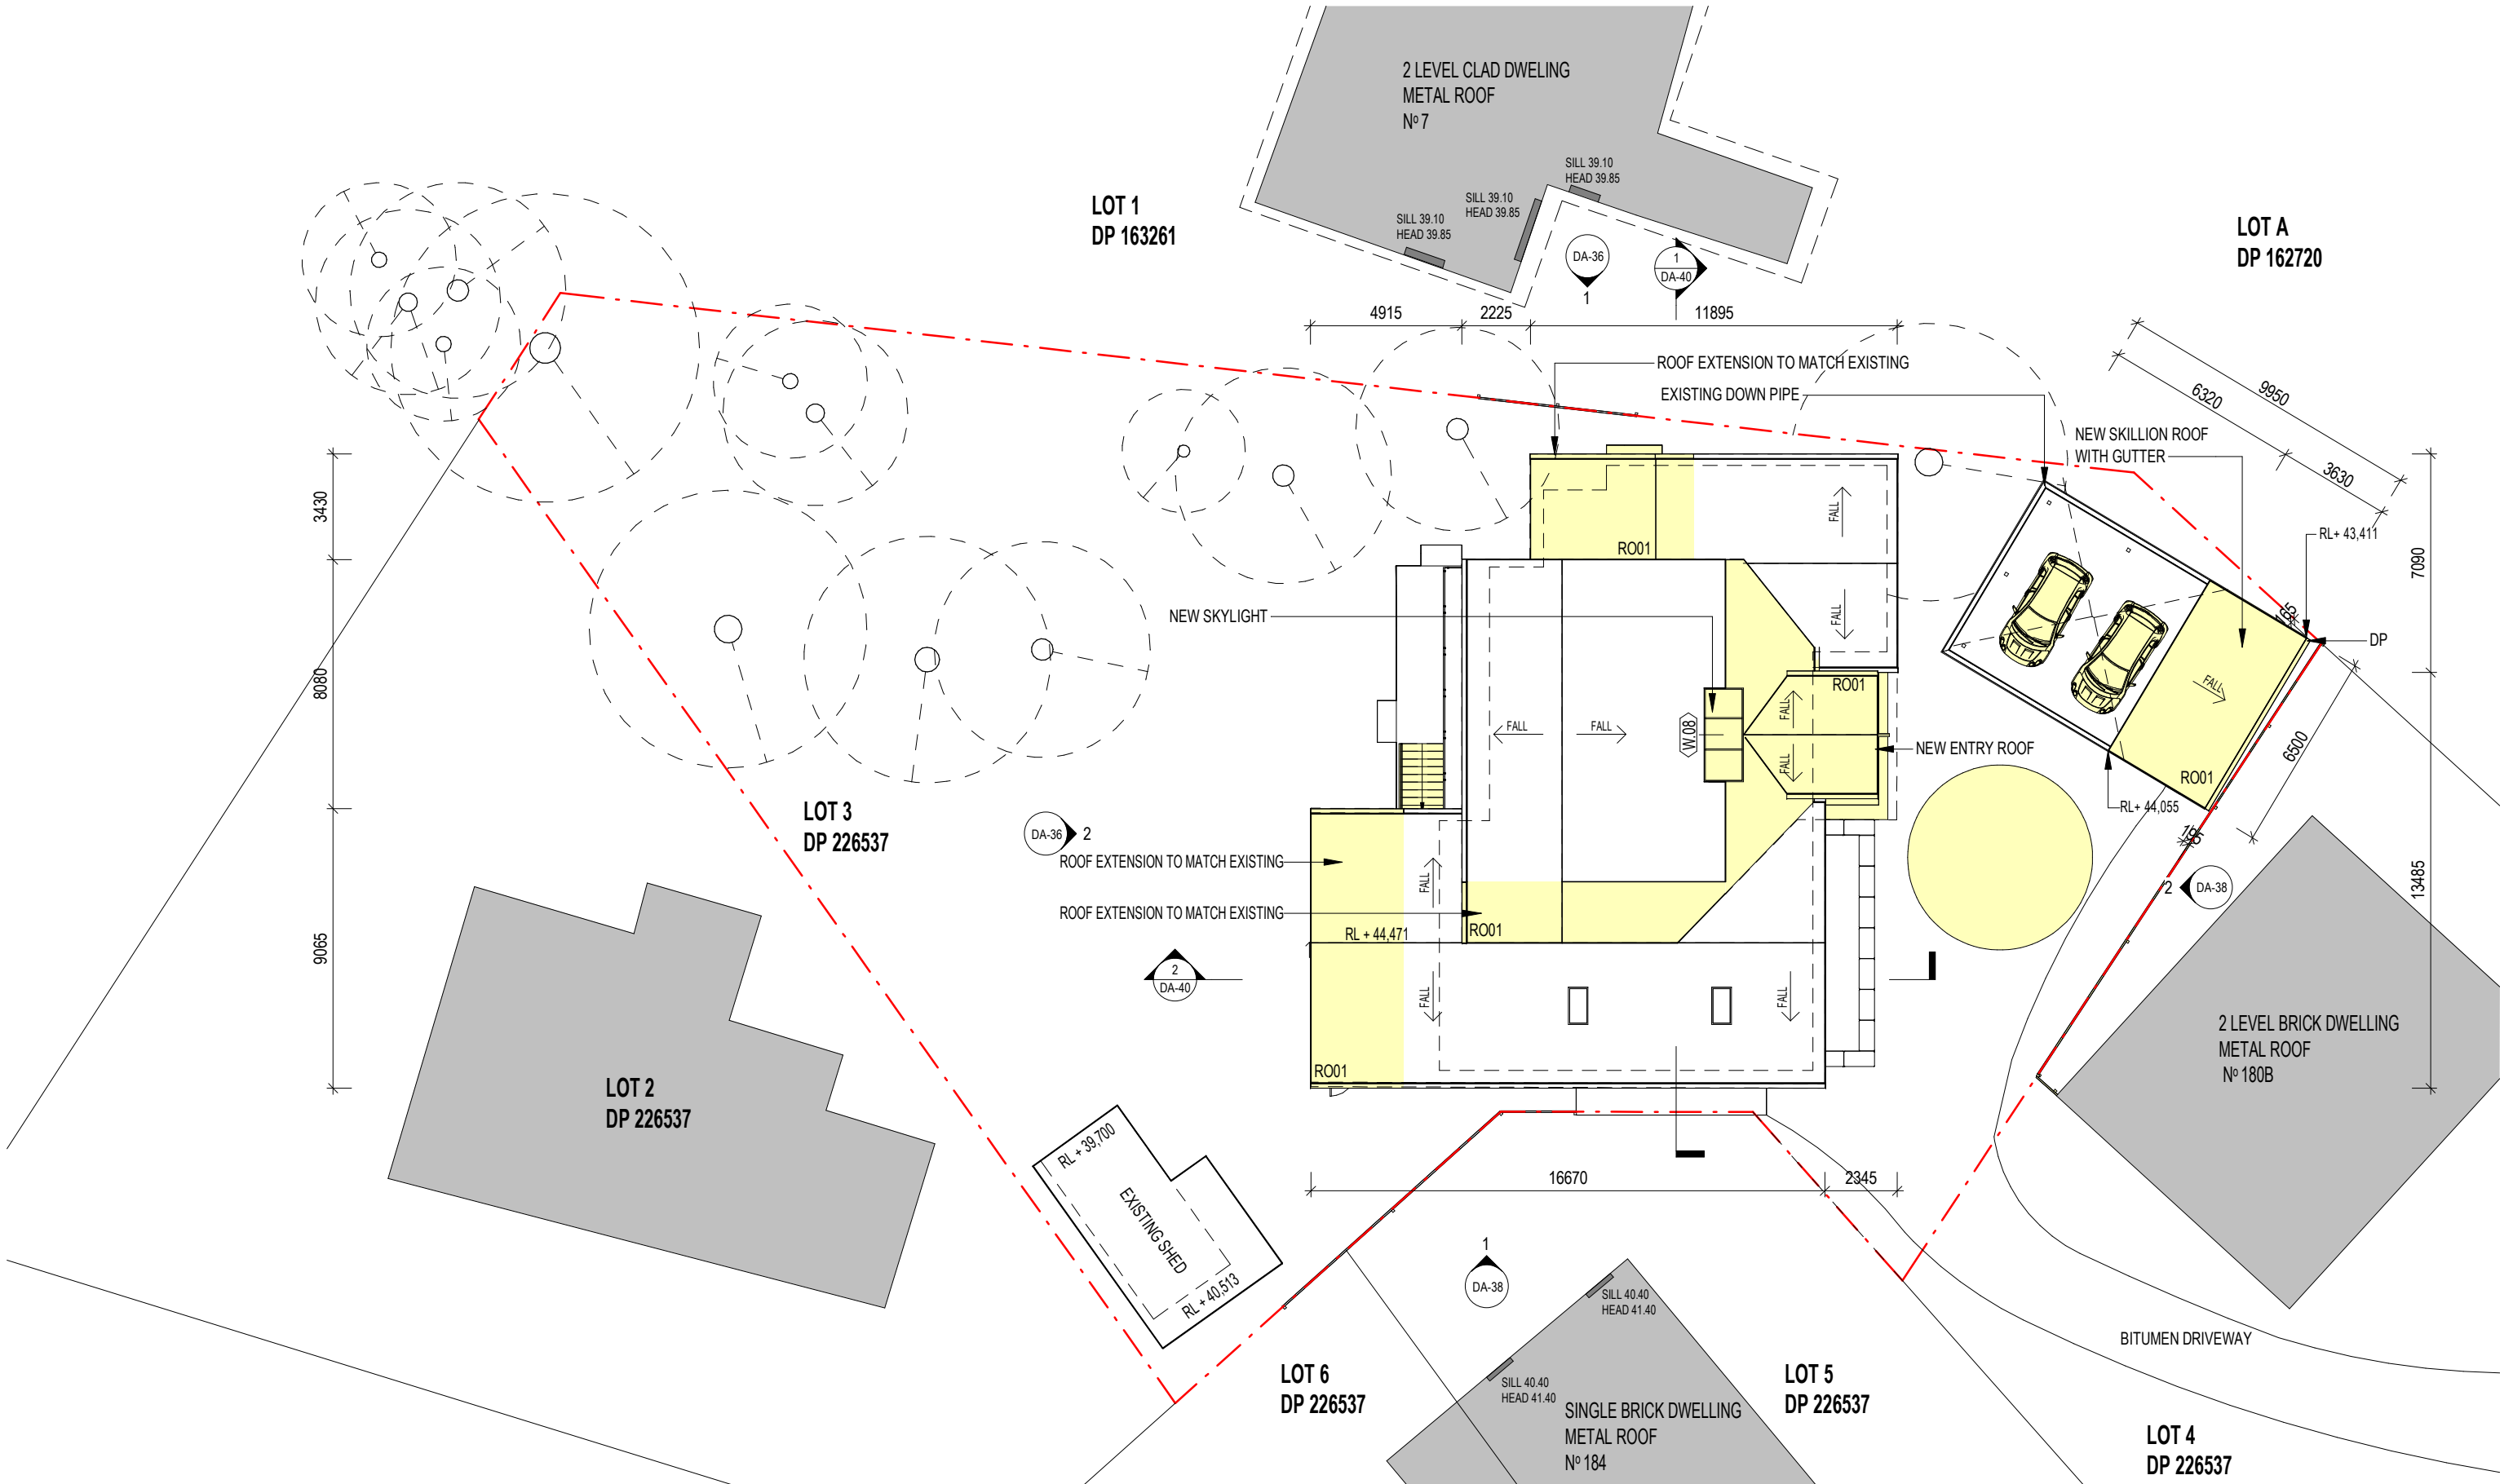 2 LEVEL CLAD DWELING
METAL ROOF
Nº 7
SILL 39.10
HEAD 39.85
SILL 39.10
HEAD 39.85
SILL 39.10
HEAD 39.85
LOT 1
DP 163261
LOT A
DP 162720
DA-36
1
1
DA-40
4915
2225
11895
ROOF EXTENSION TO MATCH EXISTING
EXISTING DOWN PIPE
9950
6320
3630
NEW SKILLION ROOF
WITH GUTTER
RL+ 43,411
3430
8080
9065
7090
13485
FALL
FALL
RO01
195
DP
NEW SKYLIGHT
RO01
FALL
FALL
FALL
FALL
W.08
FALL
NEW ENTRY ROOF
6500
RO01
RL+ 44,055
195
LOT 3
DP 226537
DA-36
2
ROOF EXTENSION TO MATCH EXISTING
FALL
2
DA-38
ROOF EXTENSION TO MATCH EXISTING
RL + 44,471
RO01
2
DA-40
FALL
FALL
2 LEVEL BRICK DWELLING
METAL ROOF
Nº 180B
RO01
LOT 2
DP 226537
RL + 39,700
EXISTING SHED
RL + 40,513
16670
2345
1
DA-38
SILL 40.40
HEAD 41.40
BITUMEN DRIVEWAY
LOT 6
DP 226537
SILL 40.40
HEAD 41.40
LOT 5
DP 226537
SINGLE BRICK DWELLING
METAL ROOF
Nº 184
LOT 4
DP 226537